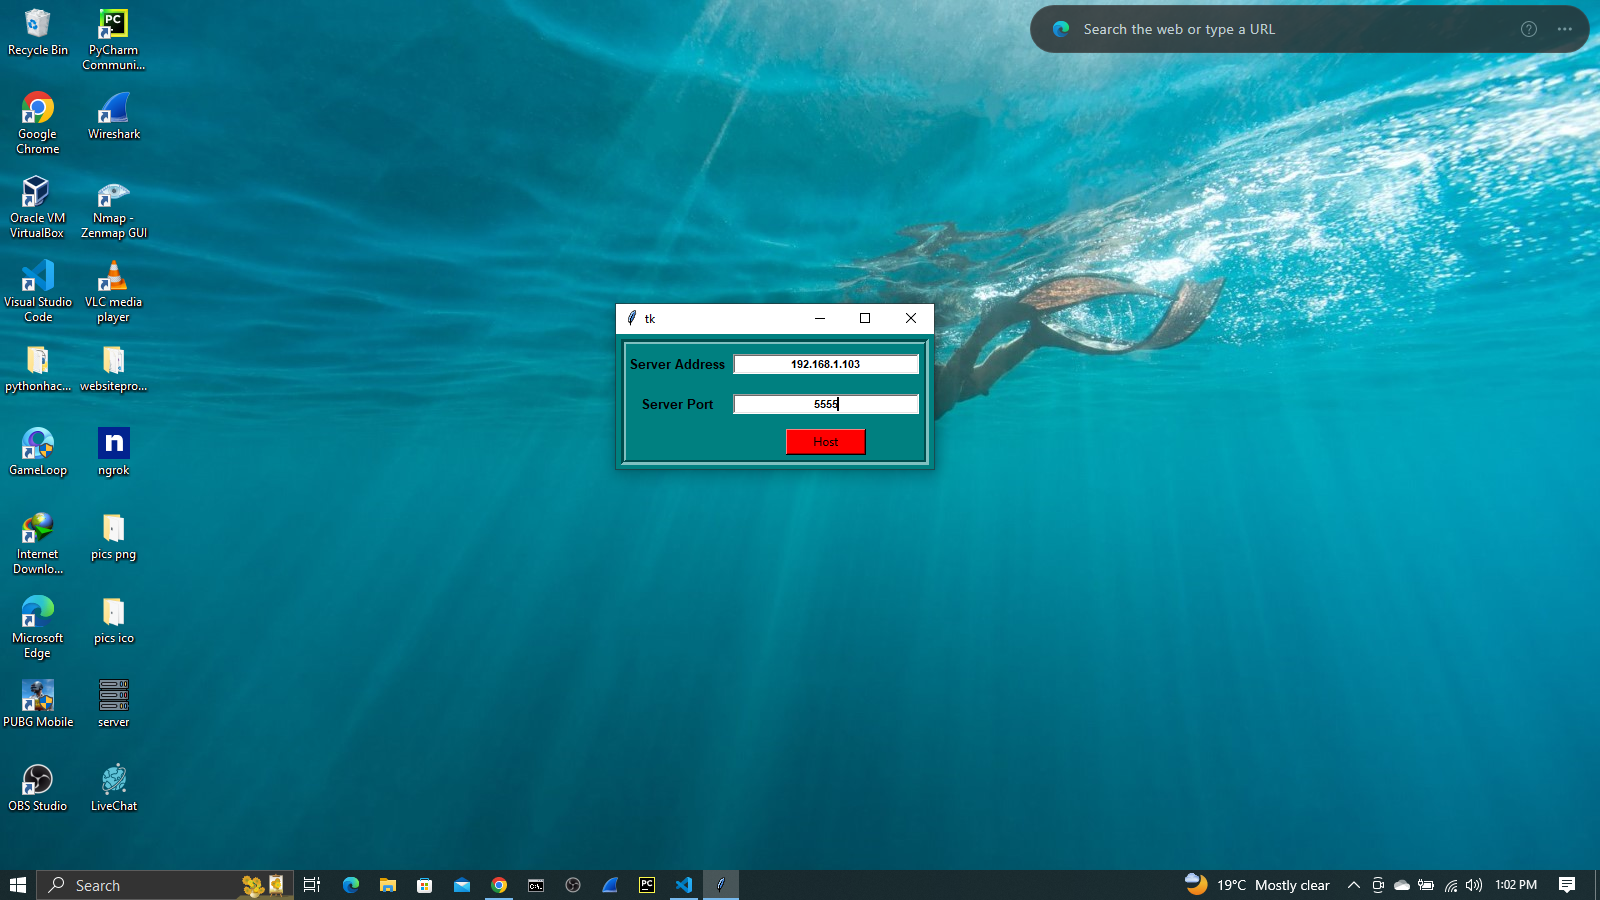 Recycle Bin
PyCharm
Communi...
Google
Chrome
Wireshark
Oracle VM
VirtualBox
Nmap -
Zenmap GUI
Visual Studio
Code
VLC media
player
pythonhac...
websitepro...
GameLoop
n
ngrok
Internet
Downlo...
pics png
Microsoft
Edge
pics ico
PUBG Mobile
server
OBS Studio
LiveChat
Search the web or type a URL
tk
Server Address
192.168.1.103
Server Port
5555
Host
Search
19°C Mostly clear
1:02 PM